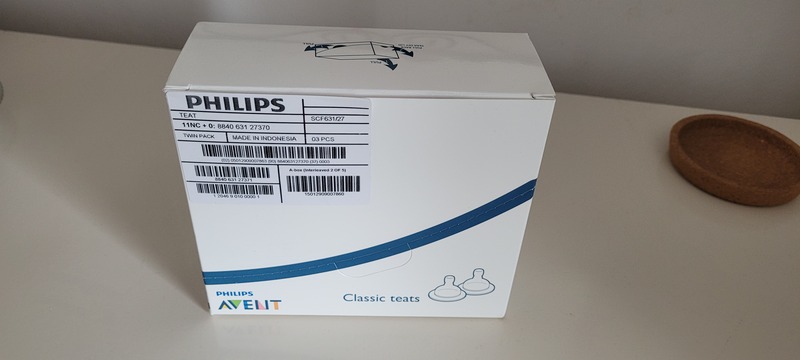 PHILIPS
TEAT
SCF631/27
11NC + 0: 8840 631 27370
TWIN PACK
MADE IN INDONESIA
03 PCS
8840 631 27371
A-box (Interleaved 2 OF 5)
PHILIPS
AVENT
Classic teats